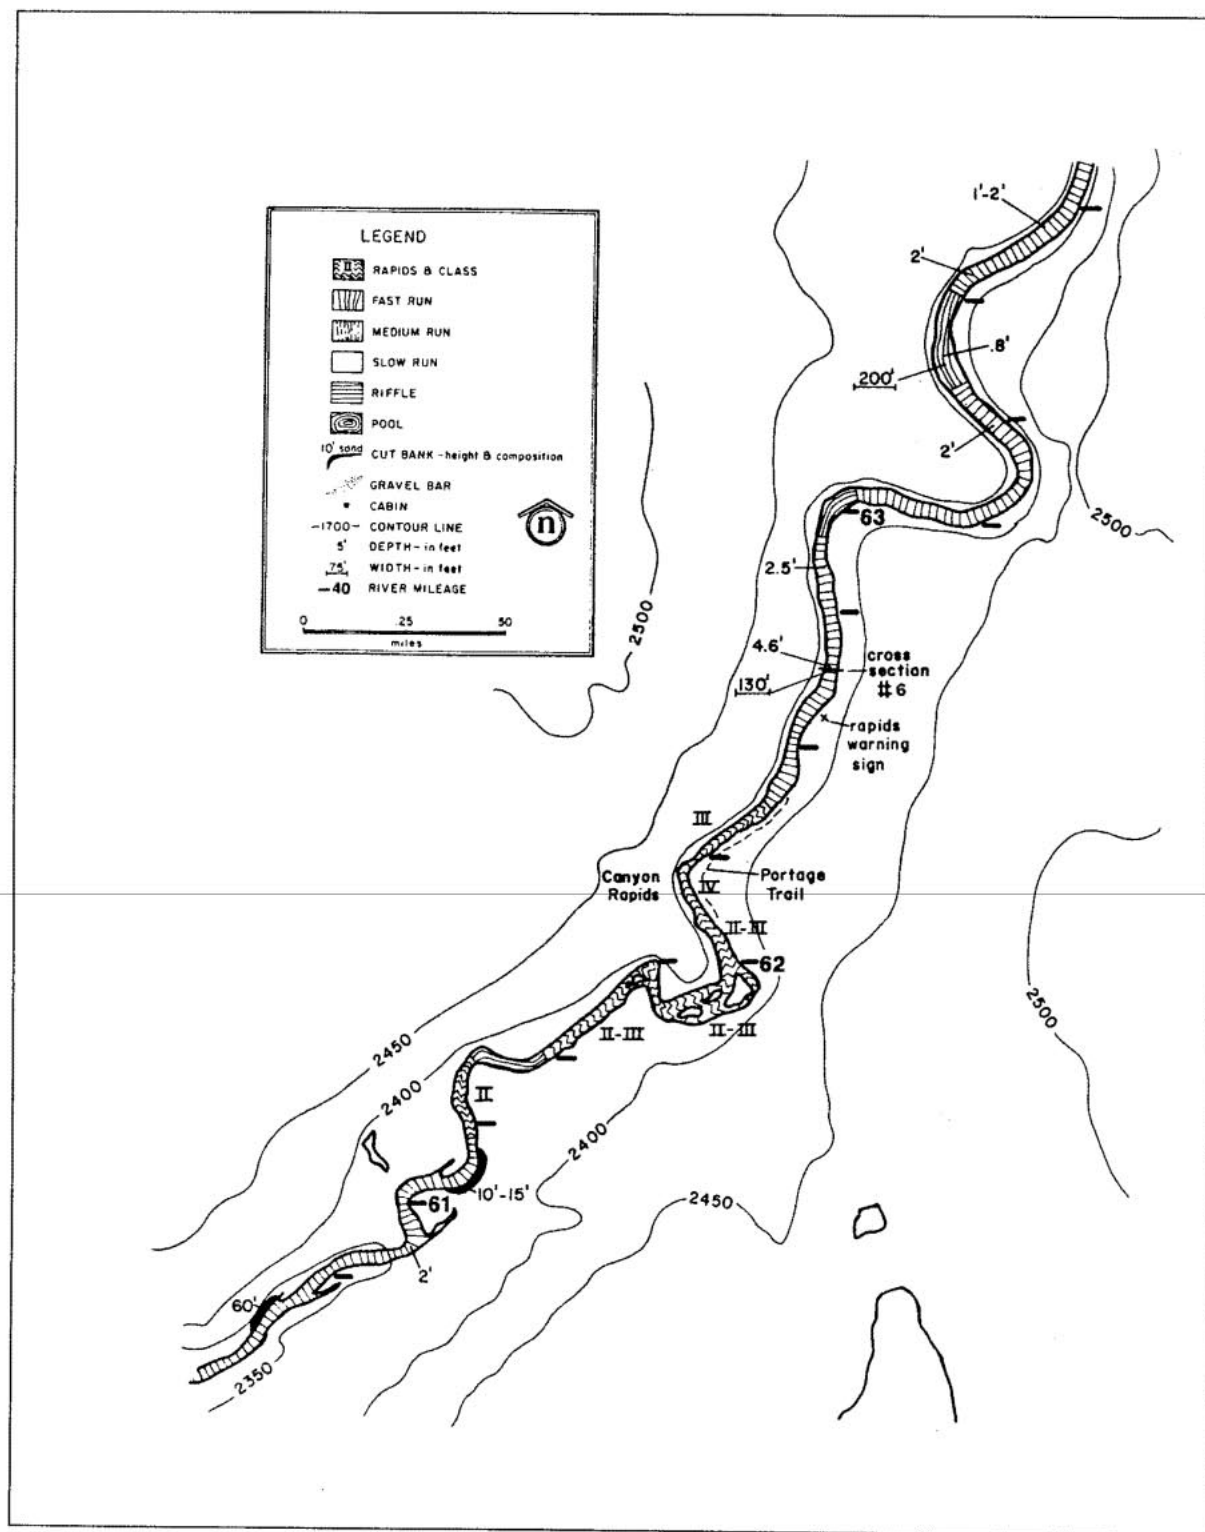 1'-2'
2'
.8'
200'
2'
2500
63
2.5'
4.6'
130'
cross
section
#6
rapids
warning
sign
LEGEND
II RAPIDS & CLASS
FAST RUN
MEDIUM RUN
SLOW RUN
RIFFLE
POOL
10' sand CUT BANK - height & composition
GRAVEL BAR
CABIN
-1700- CONTOUR LINE
5' DEPTH - in feet
75' WIDTH - in feet
-40 RIVER MILEAGE
n
0 .25 50
miles
2500
III
Canyon
Rapids
IV
Portage
Trail
II-III
62
II-III
II-III
2500
2450
2400
II
2400
10'-15'
61
2450
2'
60'
2350